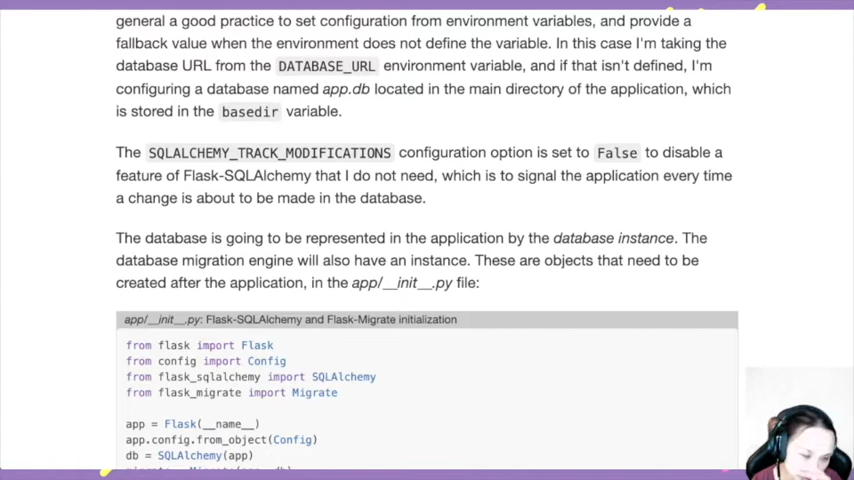 general a good practice to set configuration from environment variables, and provide a
fallback value when the environment does not define the variable. In this case I'm taking the
database URL from the DATABASE_URL environment variable, and if that isn't defined, I'm
configuring a database named app.db located in the main directory of the application, which
is stored in the basedir variable.
The SQLALCHEMY_TRACK_MODIFICATIONS configuration option is set to False to disable a
feature of Flask-SQLAlchemy that I do not need, which is to signal the application every time
a change is about to be made in the database.
The database is going to be represented in the application by the database instance. The
database migration engine will also have an instance. These are objects that need to be
created after the application, in the app/__init__.py file:
app/__init__.py: Flask-SQLAlchemy and Flask-Migrate initialization
from flask import Flask
from config import Config
from flask_sqlalchemy import SQLAlchemy
from flask_migrate import Migrate
app = Flask(__name__)
app.config.from_object(Config)
db = SQLAlchemy(app)